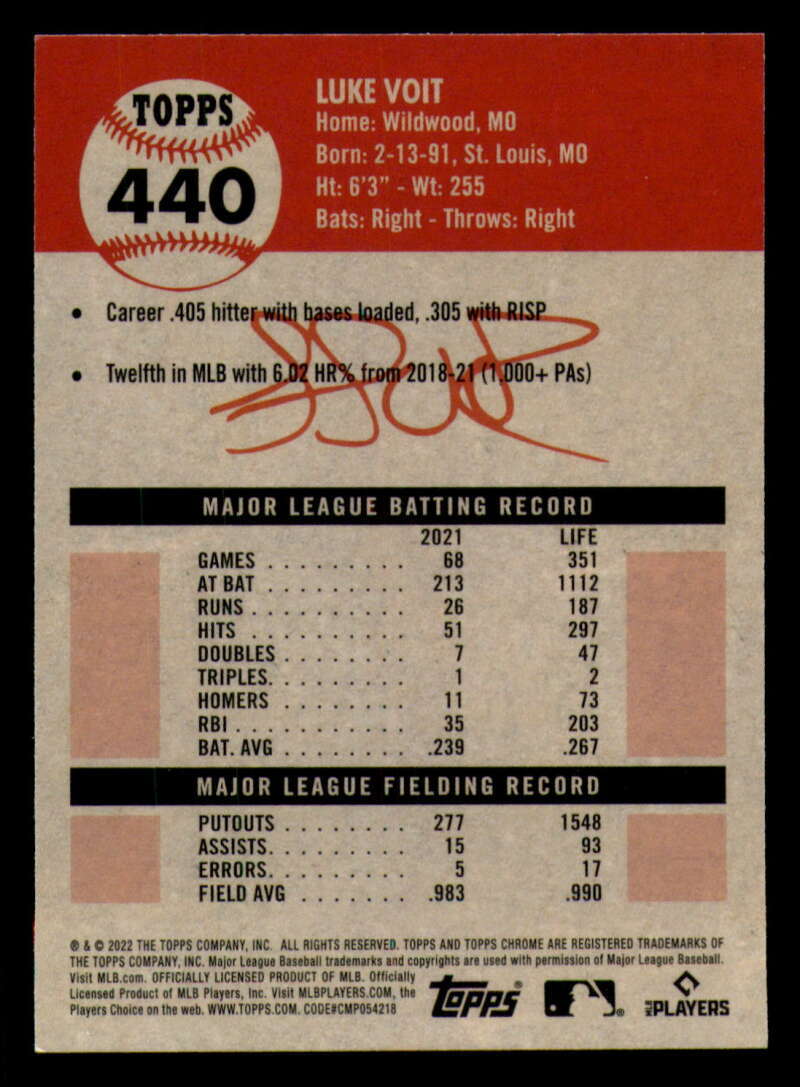 TOPPS
440
LUKE VOIT
Home: Wildwood, MO
Born: 2-13-91, St. Louis, MO
Ht: 6'3" - Wt: 255
Bats: Right - Throws: Right
• Career .405 hitter with bases loaded, .305 with RISP
• Twelfth in MLB with 6.02 HR% from 2018-21 (1,000+ PAs)
MAJOR LEAGUE BATTING RECORD
2021 LIFE
GAMES . . . . . . . . . 68 351
AT BAT . . . . . . . . . 213 1112
RUNS . . . . . . . . . . 26 187
HITS . . . . . . . . . . 51 297
DOUBLES . . . . . . . . 7 47
TRIPLES. . . . . . . . . 1 2
HOMERS . . . . . . . . 11 73
RBI . . . . . . . . . . . 35 203
BAT. AVG . . . . . . . . .239 .267
MAJOR LEAGUE FIELDING RECORD
PUTOUTS . . . . . . . . 277 1548
ASSISTS. . . . . . . . . 15 93
ERRORS. . . . . . . . . 5 17
FIELD AVG . . . . . . . .983 .990
® & © 2022 THE TOPPS COMPANY, INC. ALL RIGHTS RESERVED. TOPPS AND TOPPS CHROME ARE REGISTERED TRADEMARKS OF
THE TOPPS COMPANY, INC. Major League Baseball trademarks and copyrights are used with permission of Major League Baseball.
Visit MLB.com. OFFICIALLY LICENSED PRODUCT OF MLB. Officially
Licensed Product of MLB Players, Inc. Visit MLBPLAYERS.COM, the
Players Choice on the web. WWW.TOPPS.COM. CODE#CMP054218
topps®
MLB PLAYERS